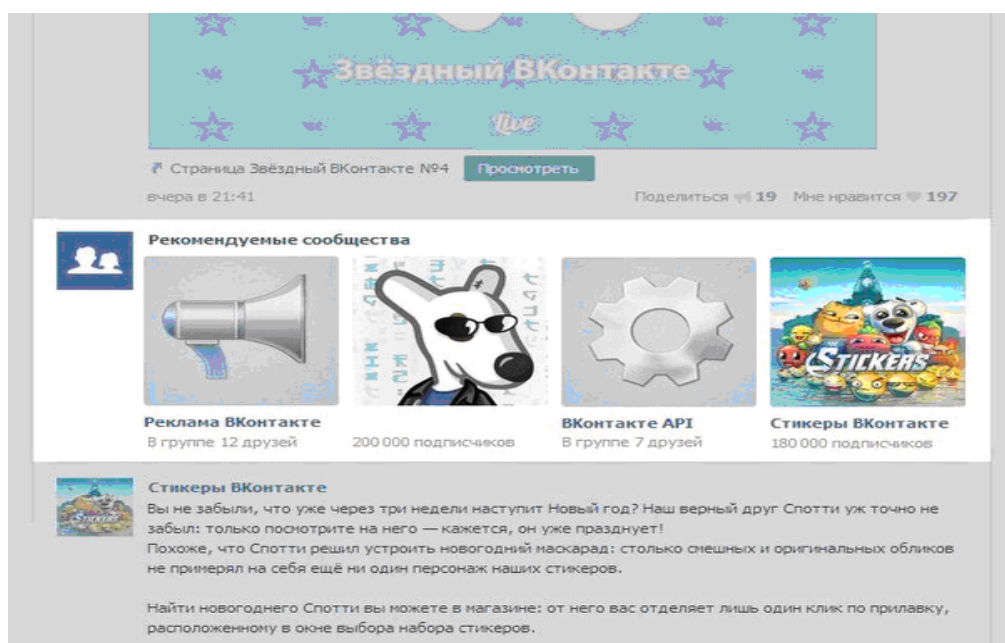 Звёздный ВКонтакте
Live
Страница Звёздный ВКонтакте №4 Просмотреть
вчера в 21:41 Поделиться 19 Мне нравится 197
Рекомендуемые сообщества
STICKERS
Реклама ВКонтакте
В группе 12 друзей
200 000 подписчиков
ВКонтакте API
В группе 7 друзей
Стикеры ВКонтакте
180 000 подписчиков
STICKERS
Стикеры ВКонтакте
Вы не забыли, что уже через три недели наступит Новый год? Наш верный друг Спотти уж точно не
забыл: только посмотрите на него — кажется, он уже празднует!
Похоже, что Спотти решил устроить новогодний маскарад: столько смешных и оригинальных обликов
не примерял на себя ещё ни один персонаж наших стикеров.
Найти новогоднего Спотти вы можете в магазине: от него вас отделяет лишь один клик по прилавку,
расположенному в окне выбора набора стикеров.